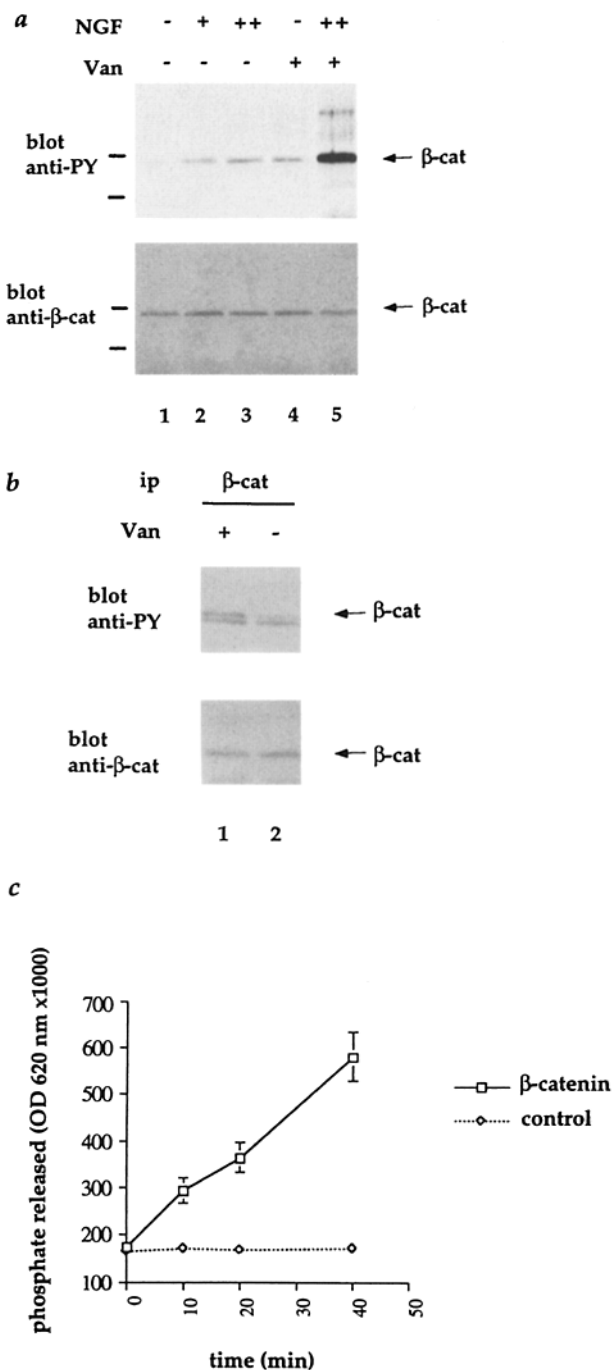 a
NGF - + ++ - ++
Van - - - + +
blot
anti-PY
← β-cat
blot
anti-β-cat
← β-cat
1 2 3 4 5
b
ip β-cat
Van + -
blot
anti-PY
← β-cat
blot
anti-β-cat
← β-cat
1 2
c
phosphate released (OD 620 nm x1000)
700
600
500
400
300
200
100
β-catenin
control
0 10 20 30 40 50
time (min)